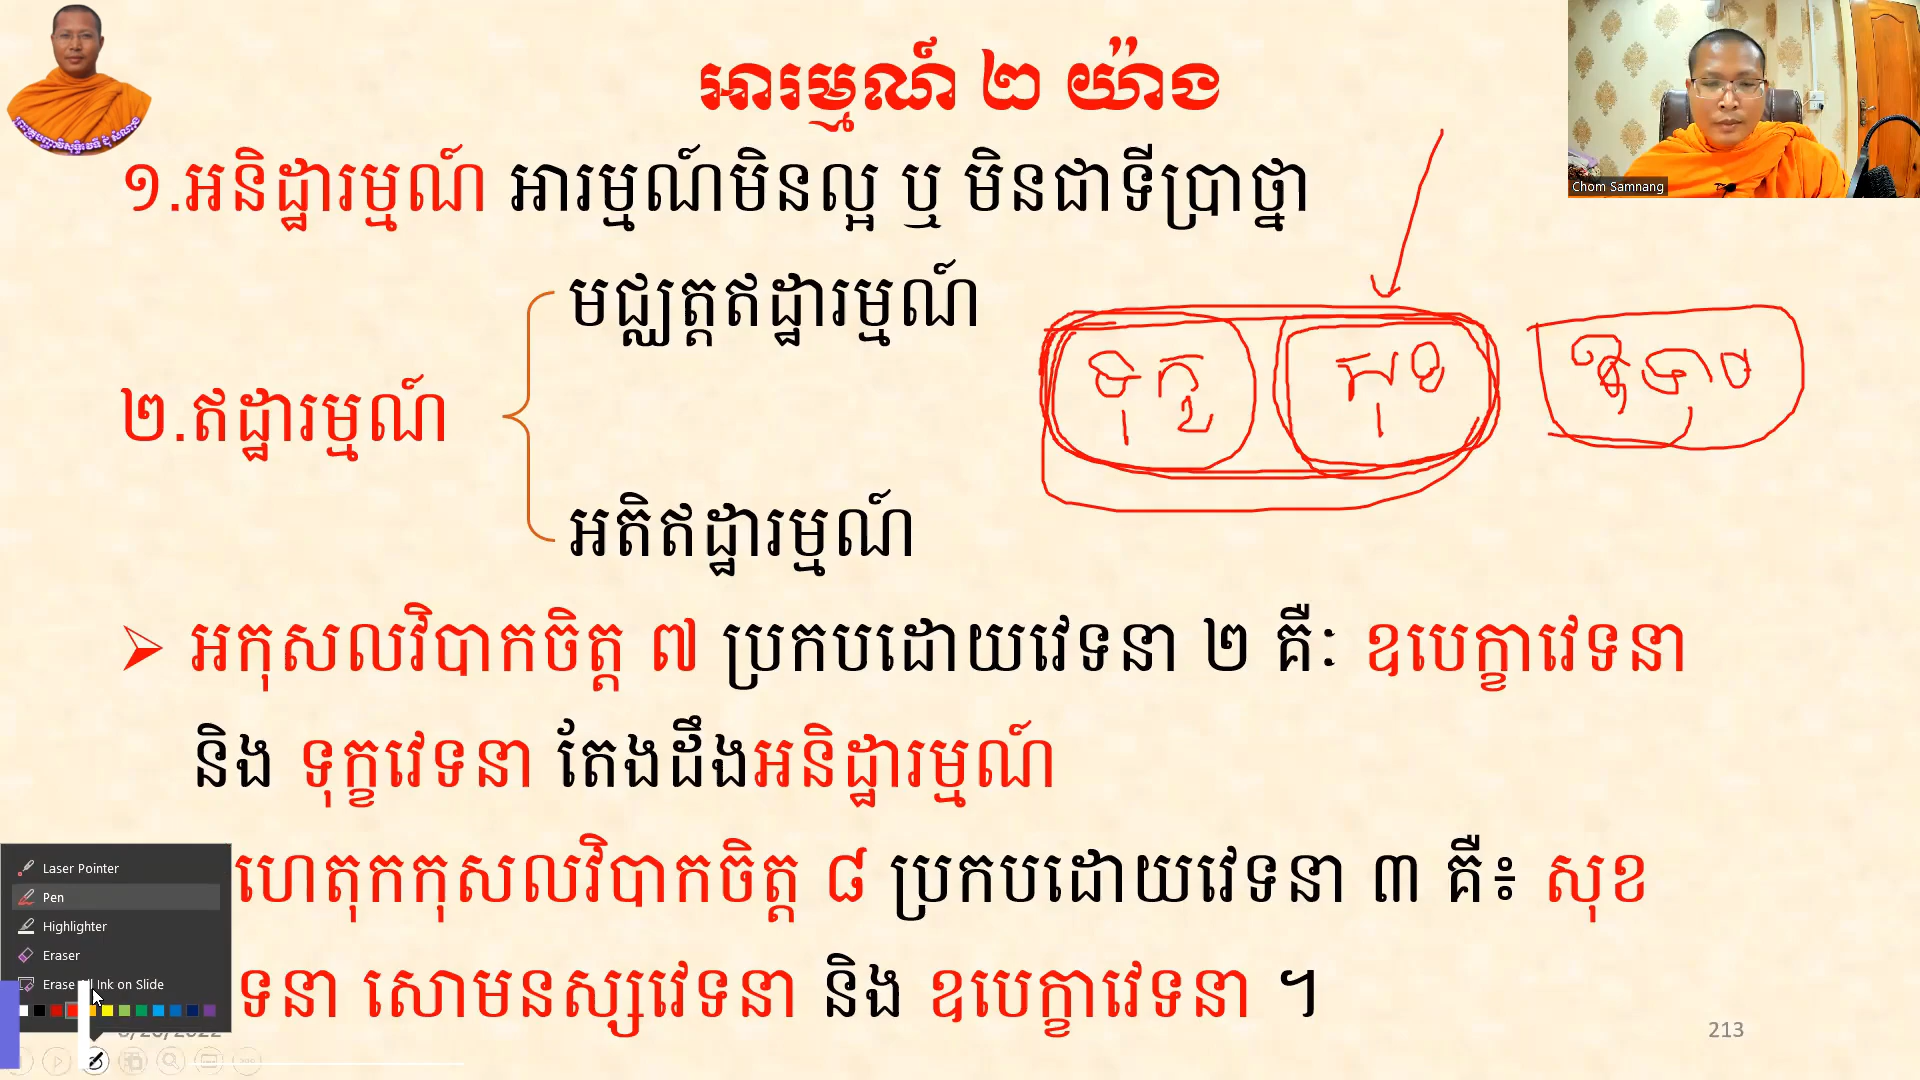 អារម្មណ៍ ២ យ៉ាង
១.អនិដ្ឋារម្មណ៍ អារម្មណ៍មិនល្អ ឬ មិនជាទីប្រាថ្នា
Chom Samnang
មជ្ឈត្តឥដ្ឋារម្មណ៍
ទុក្ខ សុខ
២.ឥដ្ឋារម្មណ៍
អតិឥដ្ឋារម្មណ៍
អកុសលវិបាកចិត្ត ៧ ប្រកបដោយវេទនា ២ គឺៈ ឧបេក្ខាវេទនា
និង ទុក្ខវេទនា តែងដឹងអនិដ្ឋារម្មណ៍
ហេតុកកុសលវិបាកចិត្ត ៨ ប្រកបដោយវេទនា ៣ គឺ៖ សុខ
ទនា សោមនស្សវេទនា និង ឧបេក្ខាវេទនា ។
Laser Pointer
Pen
Highlighter
Eraser
Erase All Ink on Slide
213